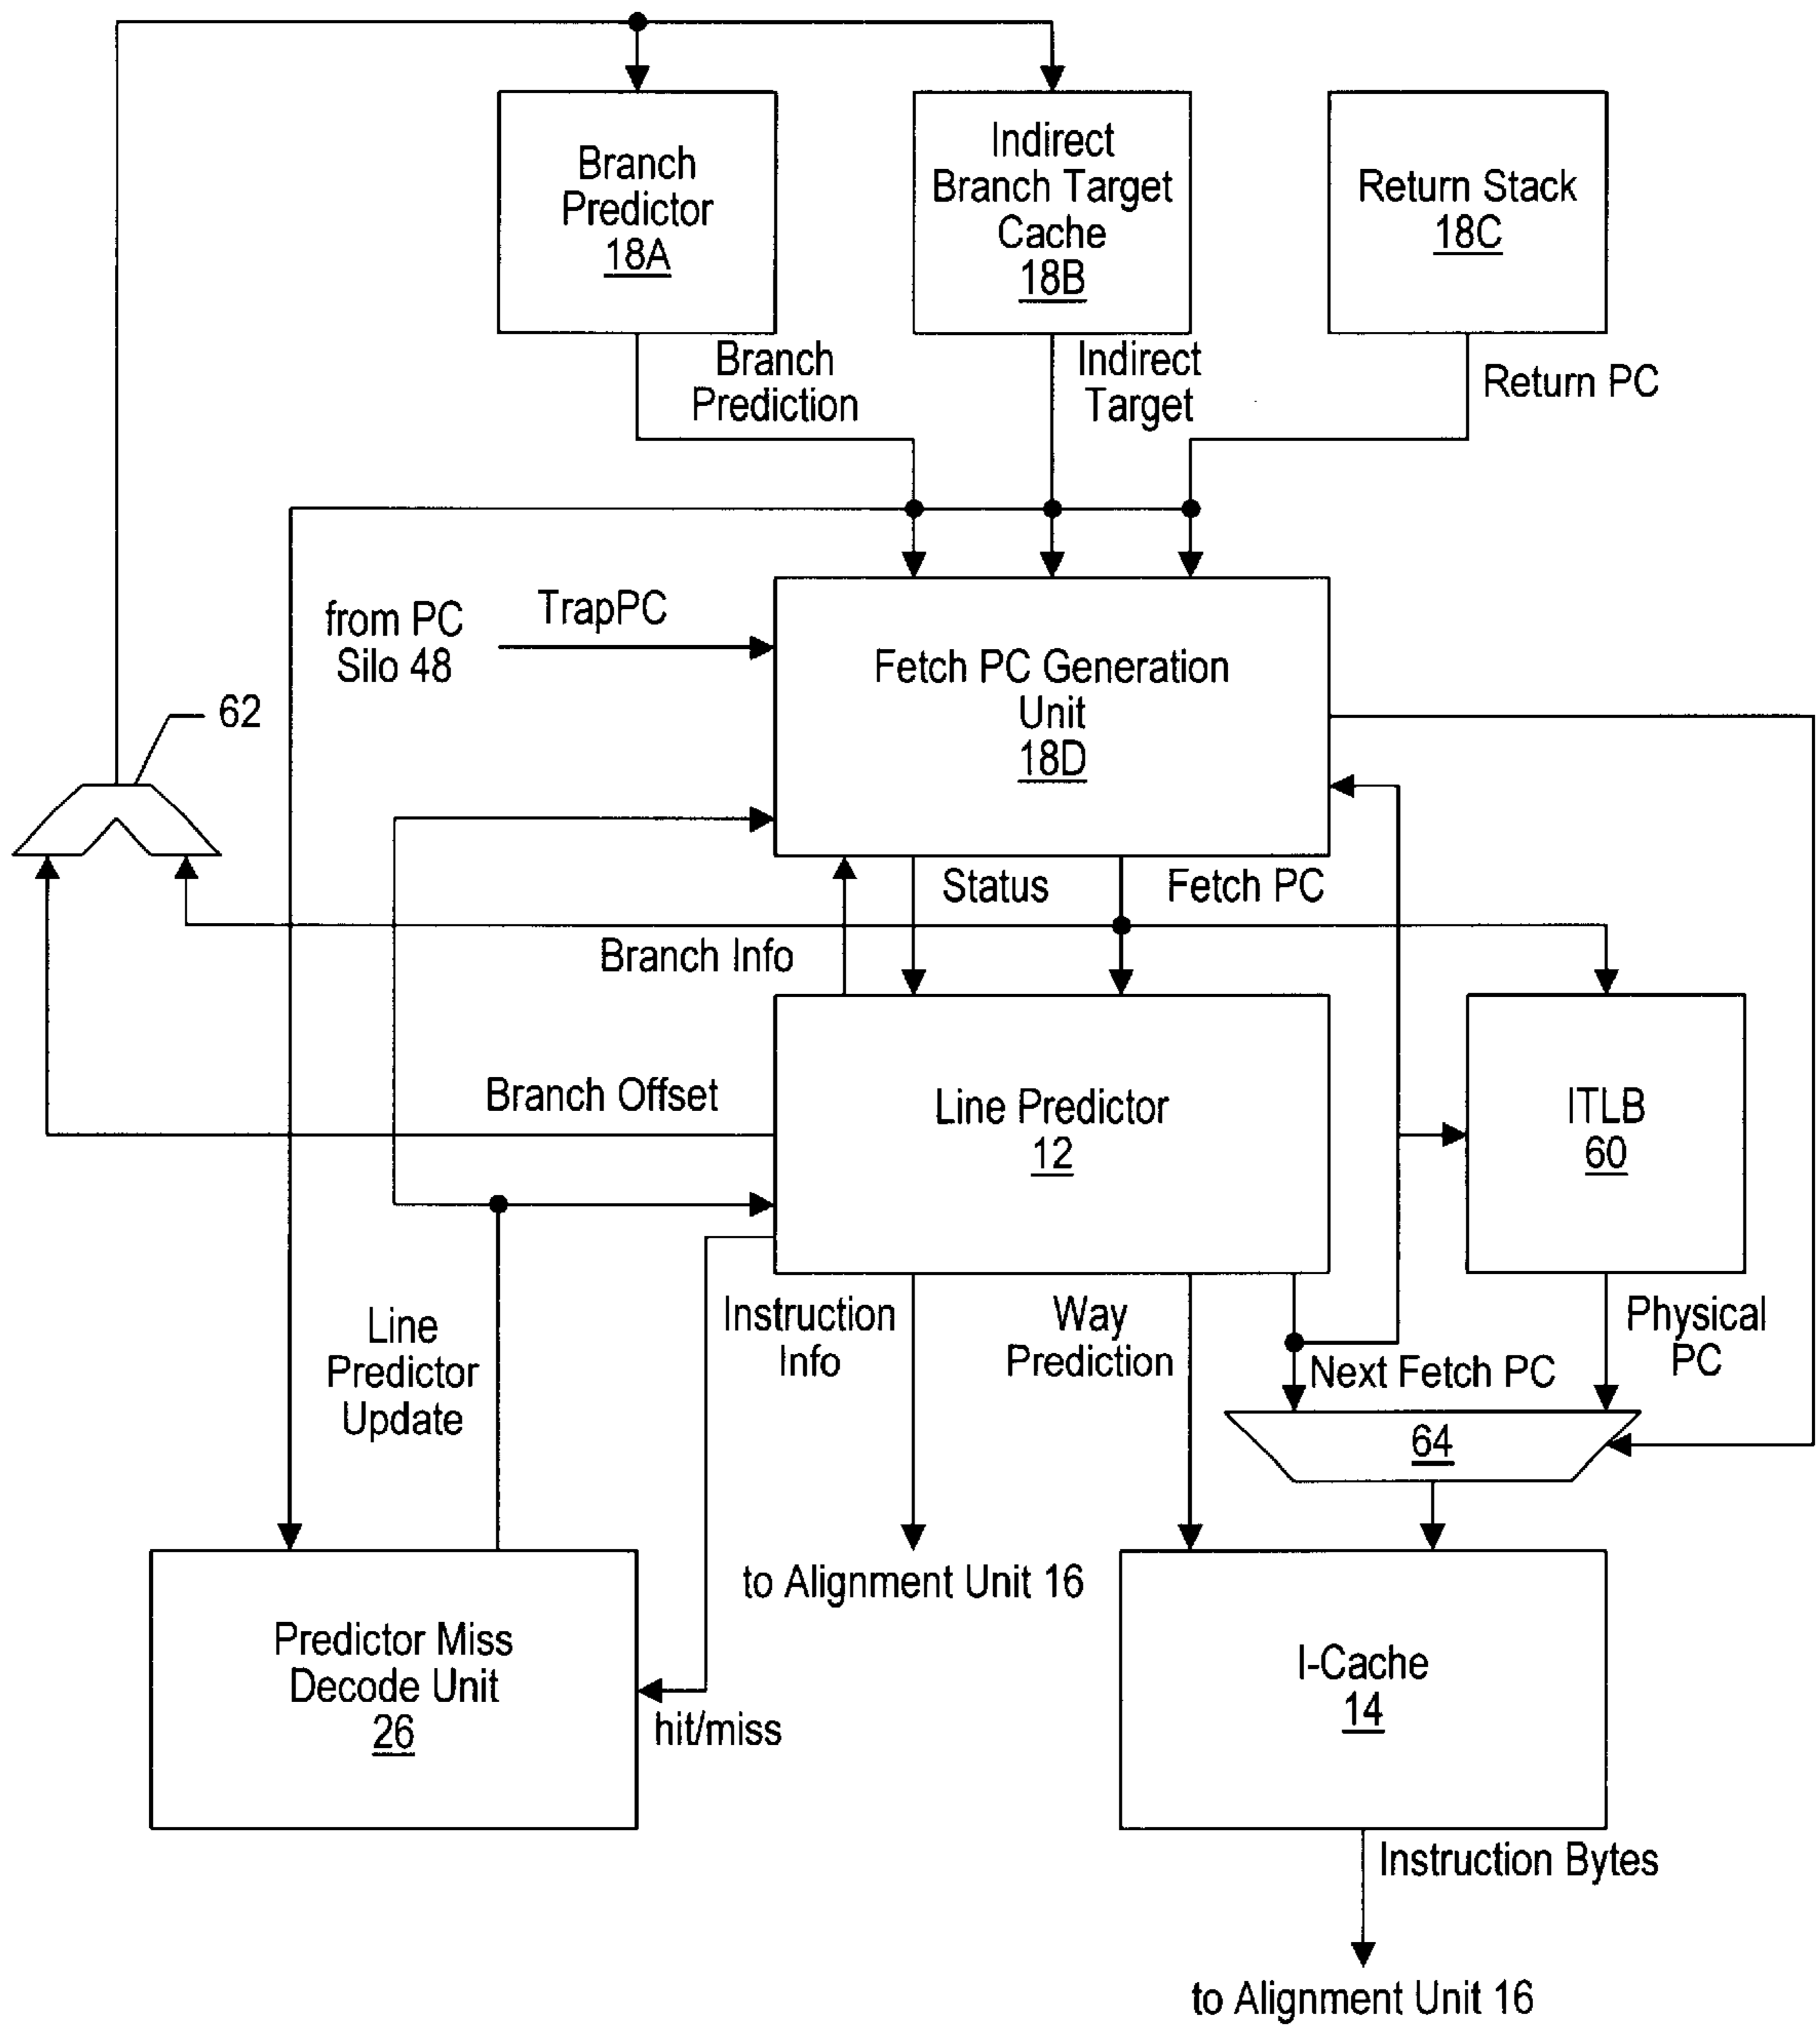 Branch
Predictor
18A
Indirect
Branch Target
Cache
18B
Return Stack
18C
Branch
Prediction
Indirect
Target
Return PC
from PC
Silo 48
TrapPC
Fetch PC Generation
Unit
18D
62
Status
Fetch PC
Branch Info
Branch Offset
Line Predictor
12
ITLB
60
Line
Predictor
Update
Instruction
Info
Way
Prediction
Next Fetch PC
Physical
PC
64
to Alignment Unit 16
Predictor Miss
Decode Unit
26
hit/miss
I-Cache
14
Instruction Bytes
to Alignment Unit 16